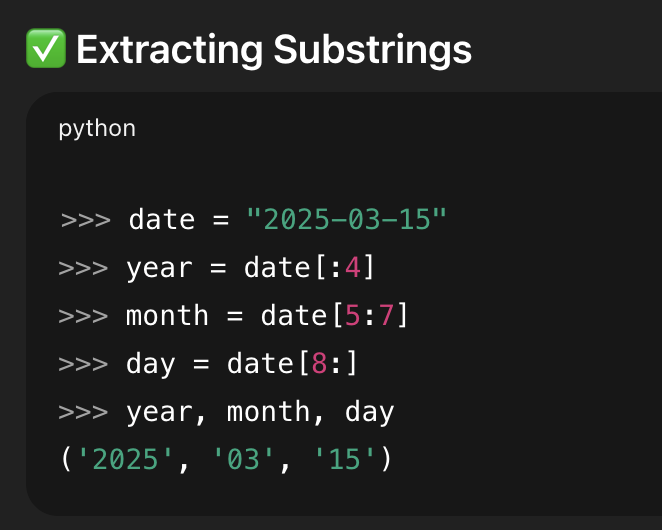 ✅ Extracting Substrings
python
>>> date = "2025-03-15"
>>> year = date[:4]
>>> month = date[5:7]
>>> day = date[8:]
>>> year, month, day
('2025', '03', '15')